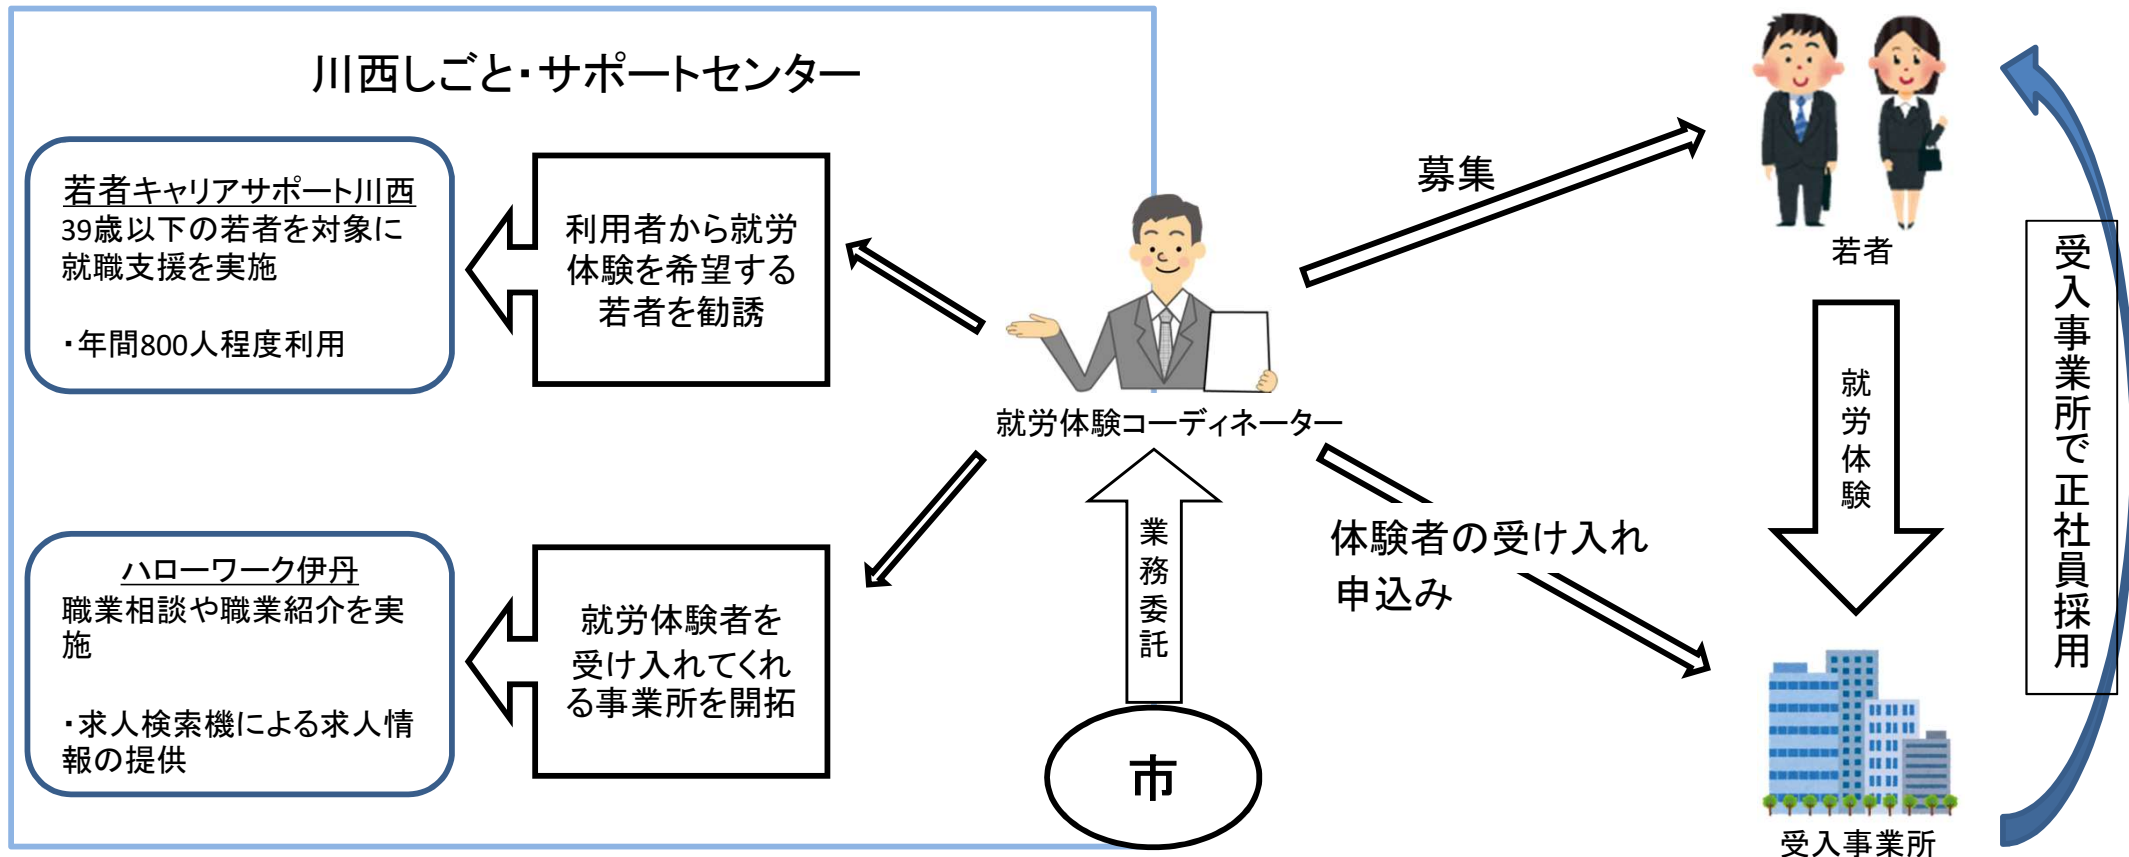 川西しごと・サポートセンター
若者キャリアサポート川西
39歳以下の若者を対象に
就職支援を実施
・年間800人程度利用
利用者から就労
体験を希望する
若者を勧誘
ハローワーク伊丹
職業相談や職業紹介を実
施
・求人検索機による求人情
報の提供
就労体験者を
受け入れてくれ
る事業所を開拓
就労体験コーディネーター
業務委託
市
募集
体験者の受け入れ
申込み
若者
就労体験
受入事業所
受入事業所で正社員採用